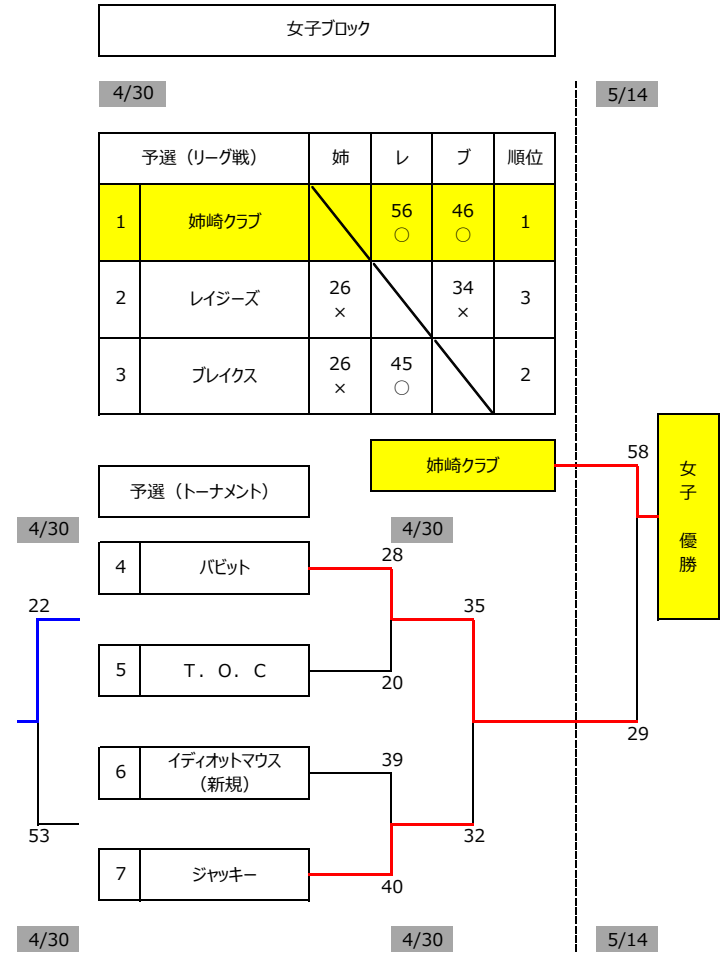 女子ブロック
4/30
5/14
予選（リーグ戦） 姉 レ ブ 順位
1 姉崎クラブ 56 ○ 46 ○ 1
2 レイジーズ 26 × 34 × 3
3 ブレイクス 26 × 45 ○ 2
姉崎クラブ
58
女子 優勝
予選（トーナメント）
4/30
4/30
4 バビット
28
22
35
5 T．O．C
20
29
6 イディオットマウス
（新規）
39
53
32
7 ジャッキー
40
4/30
4/30
5/14